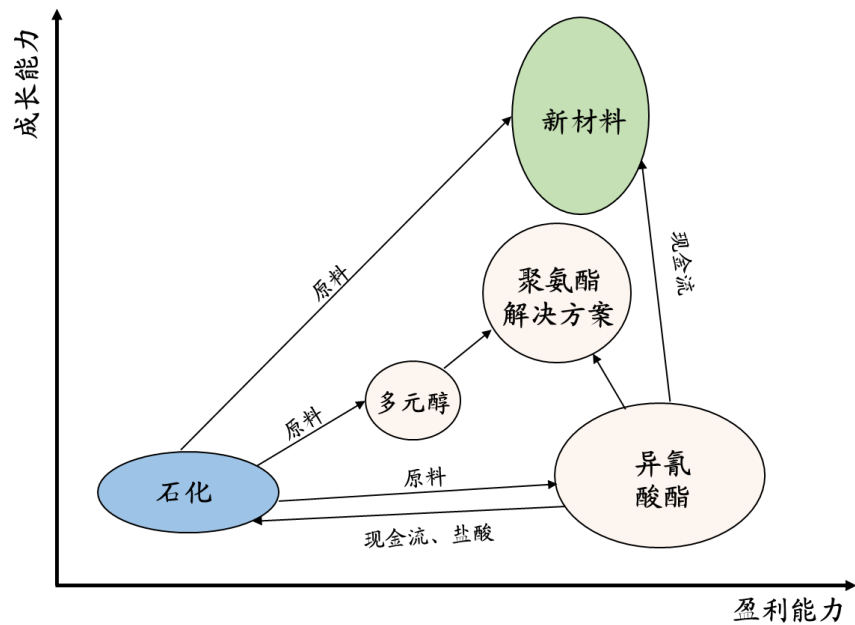 成长能力
新材料
现金流
原料
聚氨酯
解决方案
多元醇
原料
石化
原料
异氰
酸酯
现金流、盐酸
盈利能力